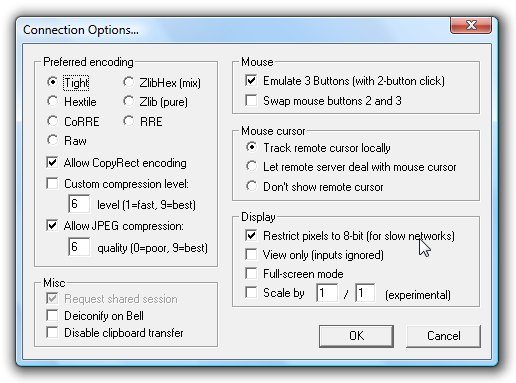 Connection Options...
Preferred encoding
Tight
ZlibHex (mix)
Hextile
Zlib (pure)
CoRRE
RRE
Raw
Allow CopyRect encoding
Custom compression level:
6 level (1=fast, 9=best)
Allow JPEG compression:
6 quality (0=poor, 9=best)
Misc
Request shared session
Deiconify on Bell
Disable clipboard transfer
Mouse
Emulate 3 Buttons (with 2-button click)
Swap mouse buttons 2 and 3
Mouse cursor
Track remote cursor locally
Let remote server deal with mouse cursor
Don't show remote cursor
Display
Restrict pixels to 8-bit (for slow networks)
View only (inputs ignored)
Full-screen mode
Scale by 1 / 1 (experimental)
OK
Cancel